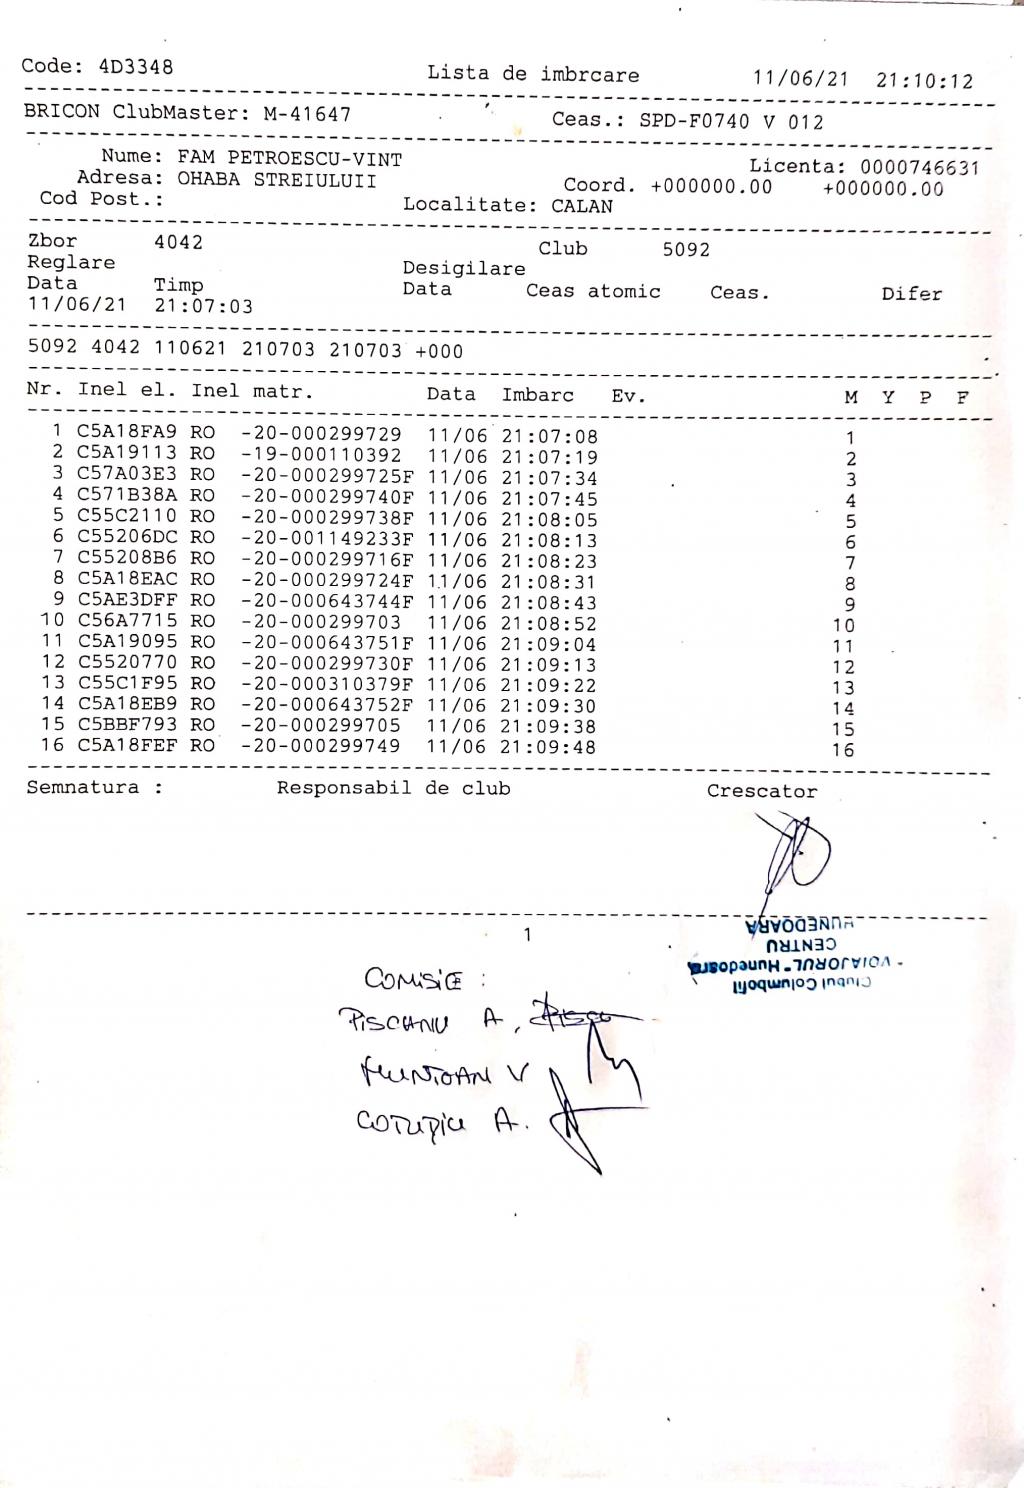 Code: 4D3348 Lista de imbrcare 11/06/21 21:10:12
BRICON ClubMaster: M-41647 Ceas.: SPD-F0740 V 012
Nume: FAM PETROESCU-VINT Licenta: 0000746631
Adresa: OHABA STREIULUII Coord. +000000.00 +000000.00
Cod Post.: Localitate: CALAN
Zbor 4042 Club 5092
Reglare Desigilare
Data Timp Data Ceas atomic Ceas. Difer
11/06/21 21:07:03
5092 4042 110621 210703 210703 +000
Nr. Inel el. Inel matr. Data Imbarc Ev. M Y P F
1 C5A18FA9 RO -20-000299729 11/06 21:07:08 1
2 C5A19113 RO -19-000110392 11/06 21:07:19 2
3 C57A03E3 RO -20-000299725F 11/06 21:07:34 3
4 C571B38A RO -20-000299740F 11/06 21:07:45 4
5 C55C2110 RO -20-000299738F 11/06 21:08:05 5
6 C55206DC RO -20-001149233F 11/06 21:08:13 6
7 C55208B6 RO -20-000299716F 11/06 21:08:23 7
8 C5A18EAC RO -20-000299724F 11/06 21:08:31 8
9 C5AE3DFF RO -20-000643744F 11/06 21:08:43 9
10 C56A7715 RO -20-000299703 11/06 21:08:52 10
11 C5A19095 RO -20-000643751F 11/06 21:09:04 11
12 C5520770 RO -20-000299730F 11/06 21:09:13 12
13 C55C1F95 RO -20-000310379F 11/06 21:09:22 13
14 C5A18EB9 RO -20-000643752F 11/06 21:09:30 14
15 C5BBF793 RO -20-000299705 11/06 21:09:38 15
16 C5A18FEF RO -20-000299749 11/06 21:09:48 16
Semnatura : Responsabil de club Crescator
1
Clubul Columbofil
"VOIAJORUL" Hunedoara
CENTRU
HUNEDOARA
COMISIE :
PISCANU A,
MUNTOAN V
A.